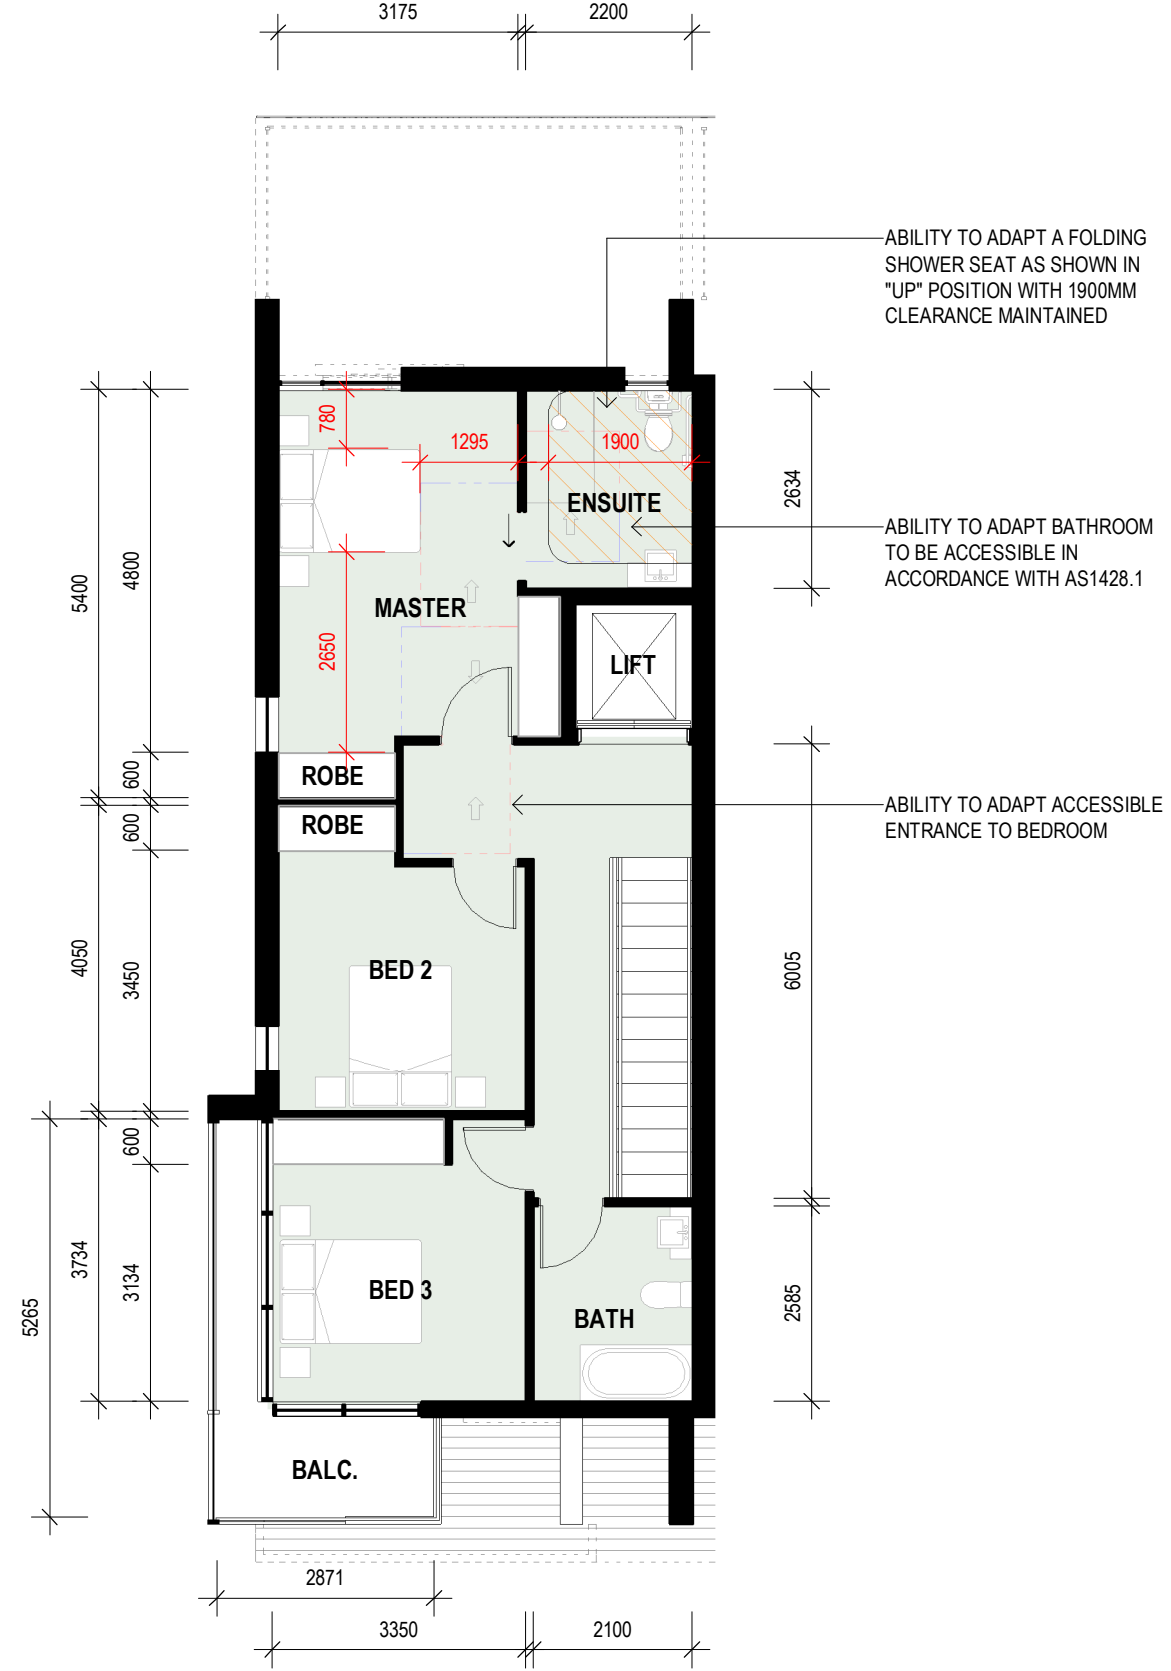 3175
2200
ABILITY TO ADAPT A FOLDING
SHOWER SEAT AS SHOWN IN
"UP" POSITION WITH 1900MM
CLEARANCE MAINTAINED
780
1295
1900
2634
ENSUITE
ABILITY TO ADAPT BATHROOM
TO BE ACCESSIBLE IN
ACCORDANCE WITH AS1428.1
5400
4800
MASTER
2650
LIFT
600
ROBE
600
ROBE
ABILITY TO ADAPT ACCESSIBLE
ENTRANCE TO BEDROOM
4050
3450
BED 2
6005
600
3734
3134
5265
BED 3
BATH
2585
BALC.
2871
3350
2100